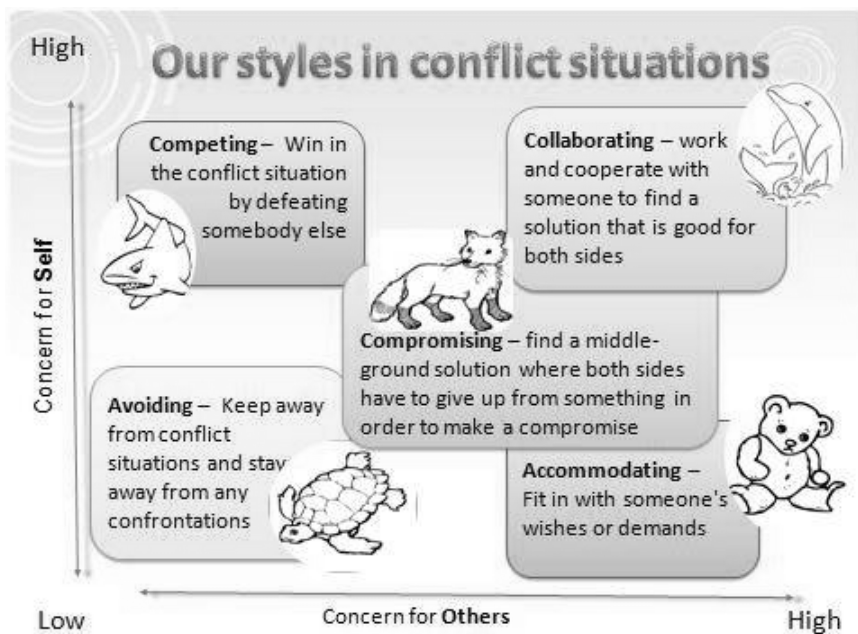 High
Our styles in conflict situations
Competing – Win in
the conflict situation
by defeating
somebody else
Collaborating – work
and cooperate with
someone to find a
solution that is good for
both sides
Concern for Self
Compromising – find a middle-
ground solution where both sides
have to give up from something in
order to make a compromise
Avoiding – Keep away
from conflict
situations and stay
away from any
confrontations
Accommodating –
Fit in with someone's
wishes or demands
Low
Concern for Others
High